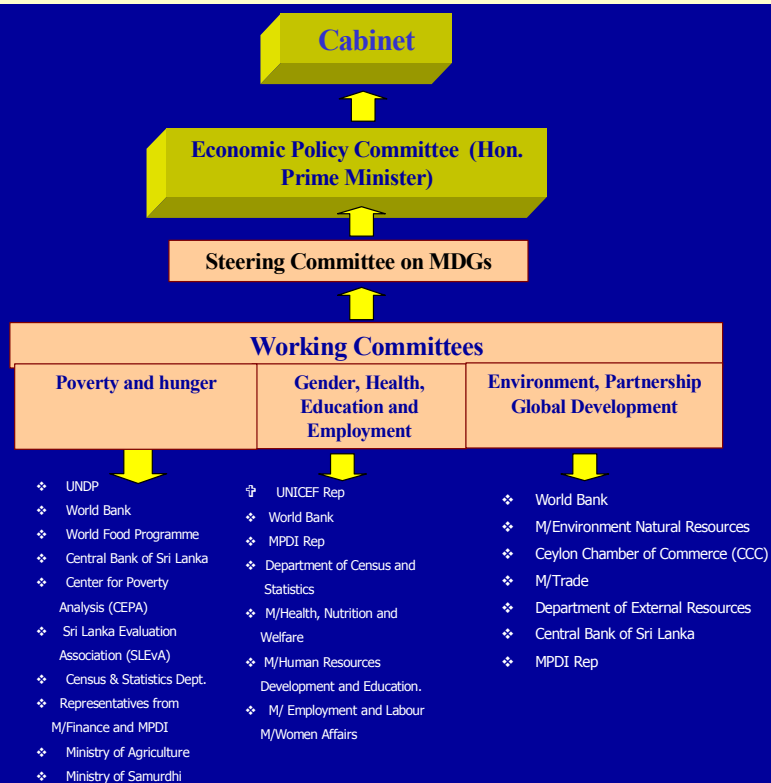 Cabinet
Economic Policy Committee (Hon.
Prime Minister)
Steering Committee on MDGs
Working Committees
Poverty and hunger
Gender, Health,
Education and
Employment
Environment, Partnership
Global Development
❖ UNDP
❖ World Bank
❖ World Food Programme
❖ Central Bank of Sri Lanka
❖ Center for Poverty
Analysis (CEPA)
❖ Sri Lanka Evaluation
Association (SLEvA)
❖ Census & Statistics Dept.
❖ Representatives from
M/Finance and MPDI
❖ Ministry of Agriculture
❖ Ministry of Samurdhi
✞ UNICEF Rep
❖ World Bank
❖ MPDI Rep
❖ Department of Census and
Statistics
❖ M/Health, Nutrition and
Welfare
❖ M/Human Resources
Development and Education.
❖ M/ Employment and Labour
M/Women Affairs
❖ World Bank
❖ M/Environment Natural Resources
❖ Ceylon Chamber of Commerce (CCC)
❖ M/Trade
❖ Department of External Resources
❖ Central Bank of Sri Lanka
❖ MPDI Rep